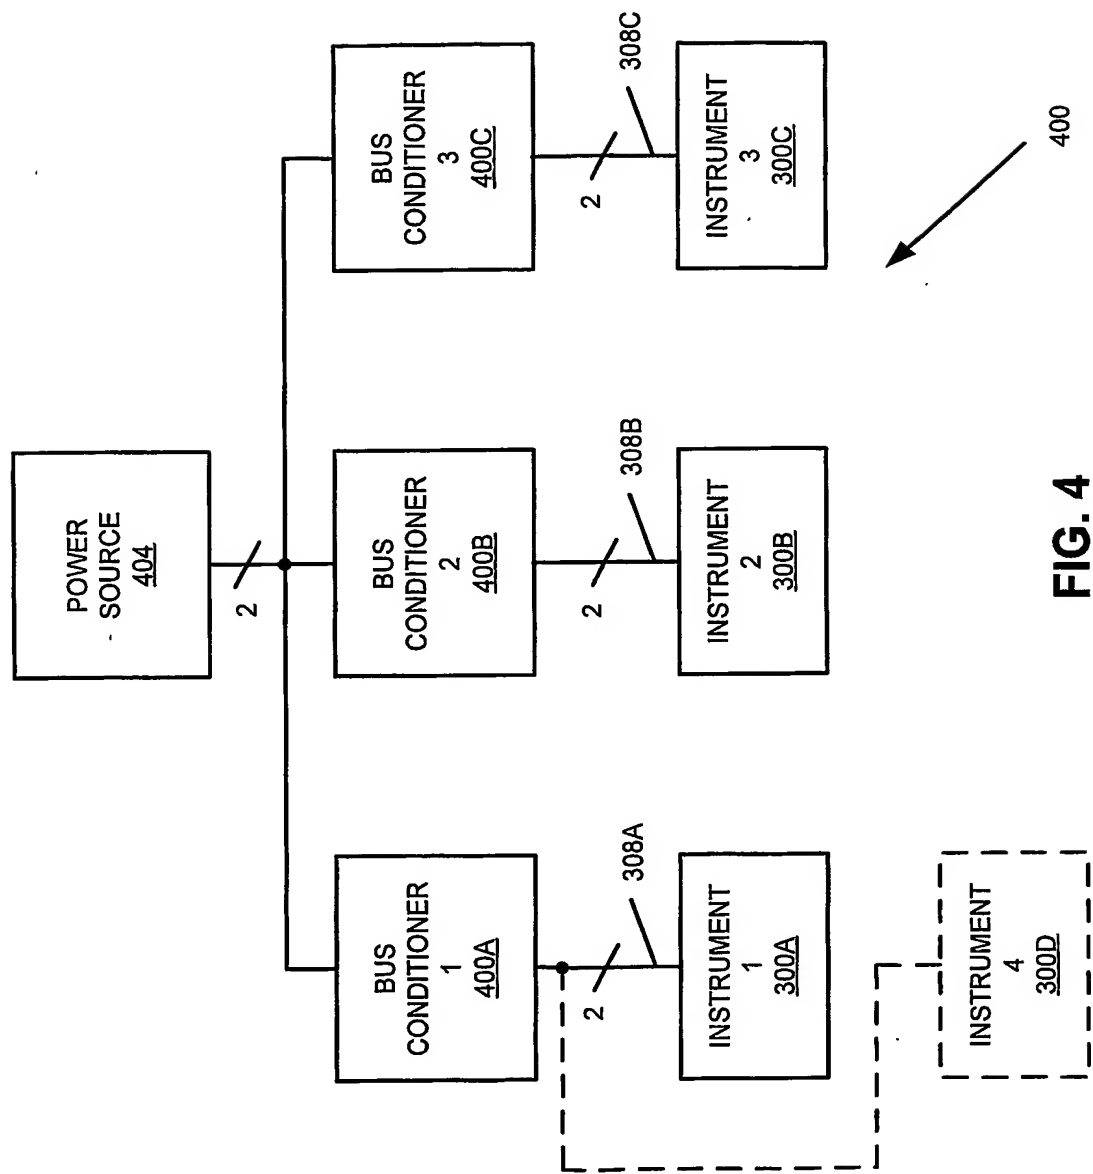 POWER
SOURCE
404
2
BUS
CONDITIONER
1
400A
BUS
CONDITIONER
2
400B
BUS
CONDITIONER
3
400C
2
308A
2
308B
2
308C
INSTRUMENT
1
300A
INSTRUMENT
2
300B
INSTRUMENT
3
300C
INSTRUMENT
4
300D
400
FIG. 4